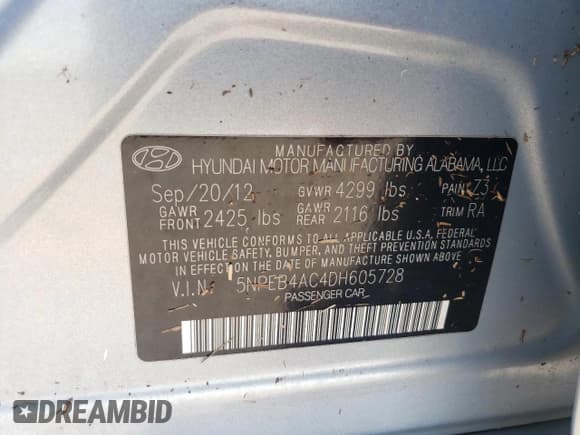 MANUFACTURED BY
HYUNDAI MOTOR MANUFACTURING ALABAMA, LLC
Sep/20/12 GVWR 4299 lbs PAINT Z3
GAWR FRONT 2425 lbs GAWR REAR 2116 lbs TRIM RA
THIS VEHICLE CONFORMS TO ALL APPLICABLE U.S.A. FEDERAL
MOTOR VEHICLE SAFETY, BUMPER, AND THEFT PREVENTION
STANDARDS IN EFFECT ON THE DATE OF MANUFACTURE SHOWN ABOVE.
V.I.N: 5NPEB4AC4DH605728
PASSENGER CAR
DREAMBID